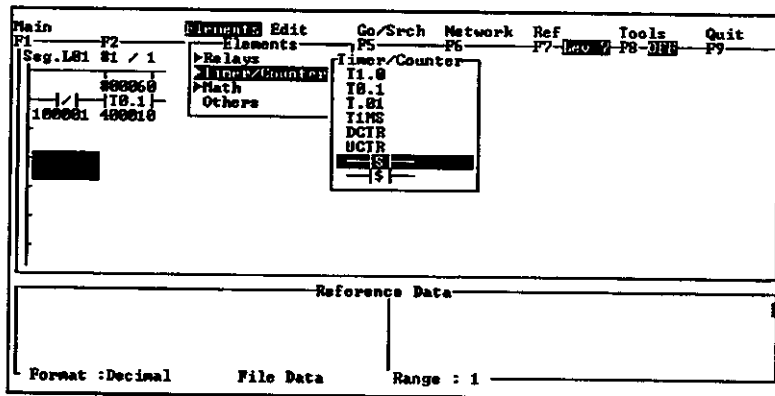 Main Elements Edit Go/Srch Network Ref Tools Quit
F1 F2 Elements F5 F6 F7-Lev F8-OFF F9
Seg.L01 #1 / 1 ▶Relays Timer/Counter
▶Timer/Counter T1.0
#00060 ▶Math T0.1
T0.1 Others T.01
100001 400010 T1MS
DCTR
UCTR
S
$
Reference Data
Format :Decimal File Data Range : 1